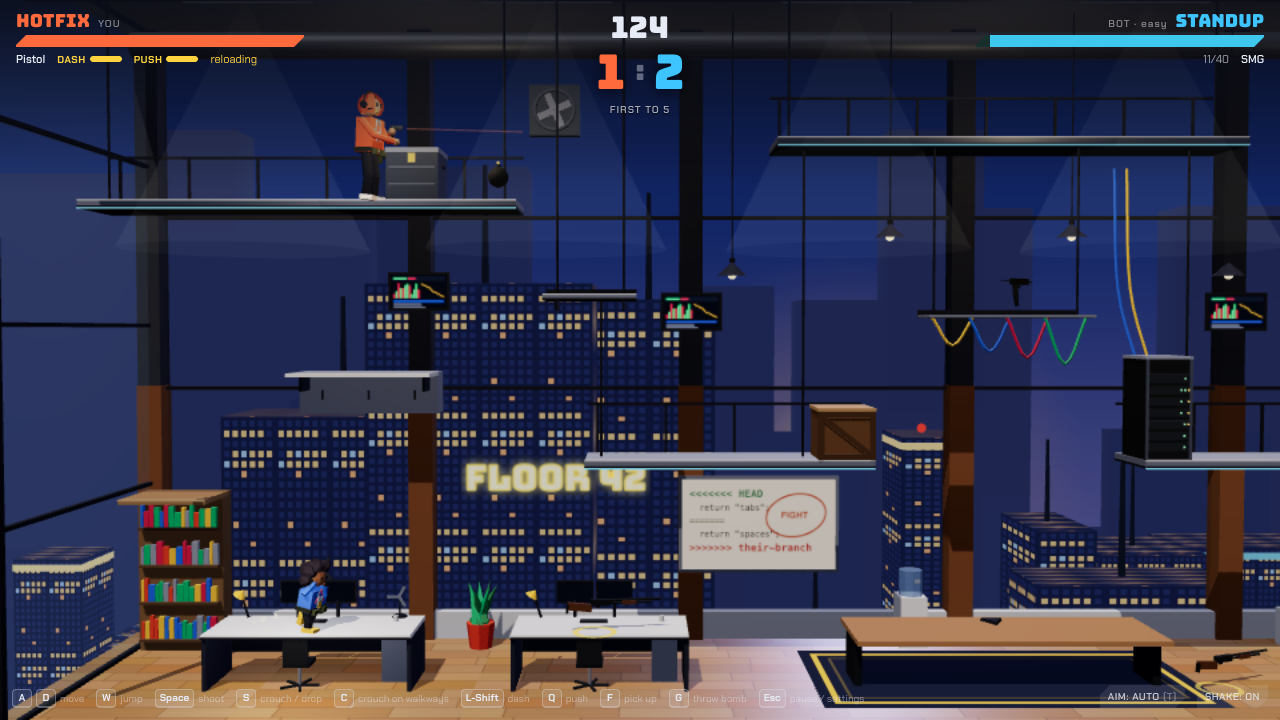 HOTFIX YOU
Pistol DASH PUSH reloading
124
1 : 2
FIRST TO 5
BOT · easy STANDUP
11/40 SMG
FLOOR 42
<<<<<<< HEAD
return "tabs";
=======
return "spaces";
>>>>>>> their-branch
FIGHT
A D move W jump Space shoot S crouch / drop C crouch on walkways L-Shift dash Q push F pick up G throw bomb Esc pause / settings
AIM: AUTO (T) SHAKE: ON